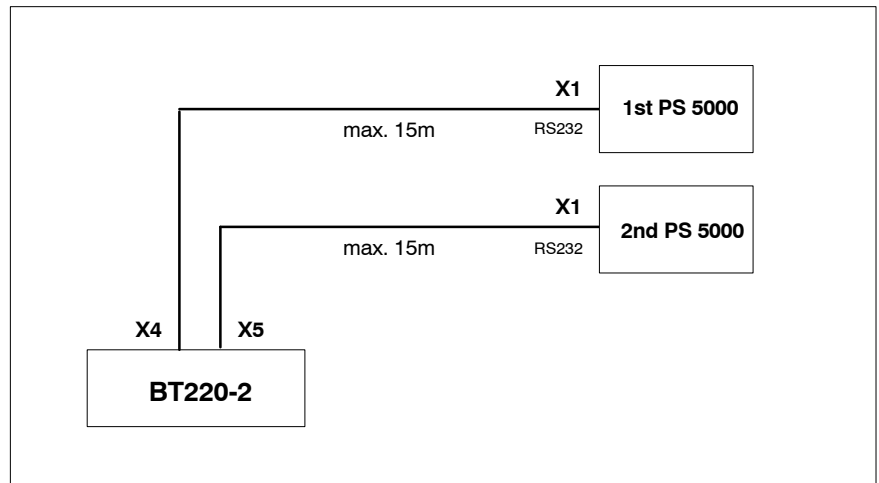 X1
1st PS 5000
max. 15m
RS232
X1
2nd PS 5000
max. 15m
RS232
X4
X5
BT220-2